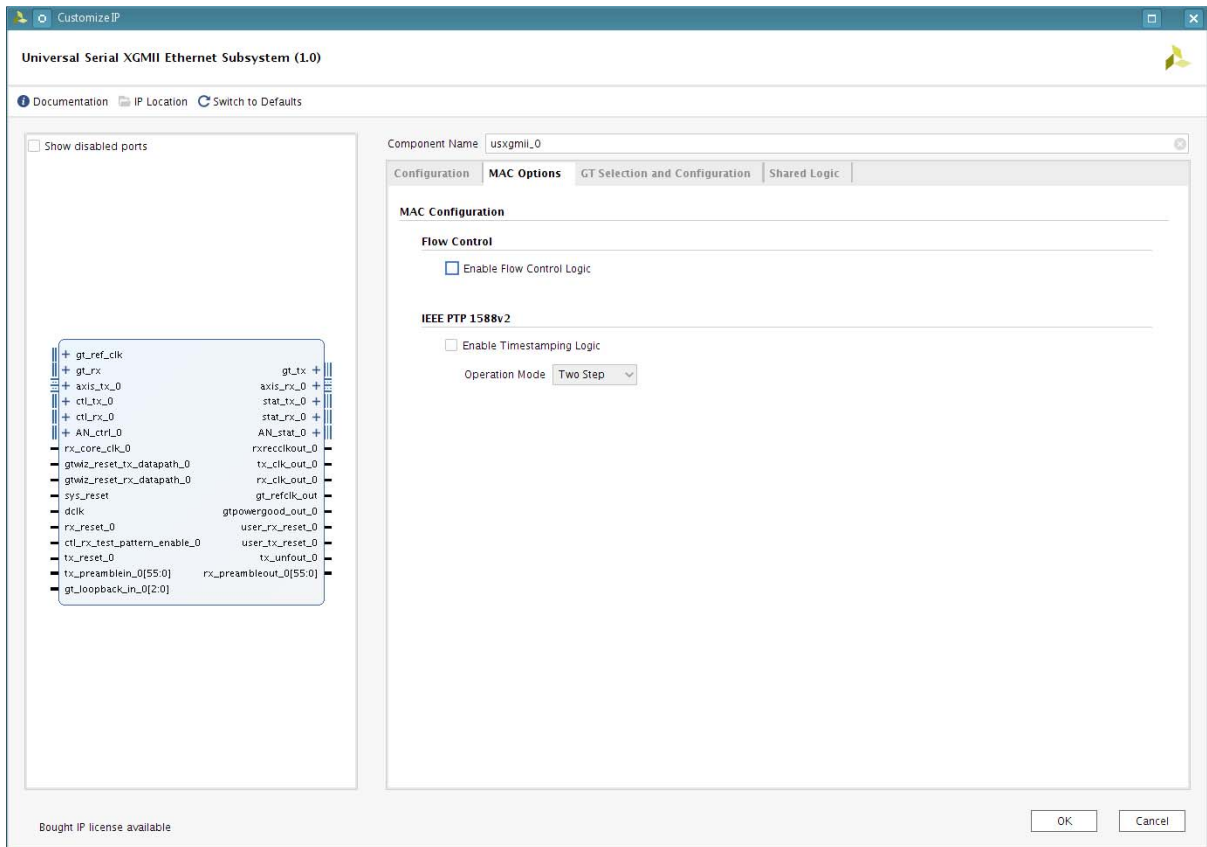 Customize IP
Universal Serial XGMII Ethernet Subsystem (1.0)
Documentation IP Location Switch to Defaults
Show disabled ports
+ gt_ref_clk
+ gt_rx gt_tx +
+ axis_tx_0 axis_rx_0 +
+ ctl_tx_0 stat_tx_0 +
+ ctl_rx_0 stat_rx_0 +
+ AN_ctrl_0 AN_stat_0 +
rx_core_clk_0 rxrecclkout_0
gtwiz_reset_tx_datapath_0 tx_clk_out_0
gtwiz_reset_rx_datapath_0 rx_clk_out_0
sys_reset gt_refclk_out
dclk gtpowergood_out_0
rx_reset_0 user_rx_reset_0
ctl_rx_test_pattern_enable_0 user_tx_reset_0
tx_reset_0 tx_unfout_0
tx_preamblein_0[55:0] rx_preambleout_0[55:0]
gt_loopback_in_0[2:0]
Component Name usxgmii_0
Configuration MAC Options GT Selection and Configuration Shared Logic
MAC Configuration
Flow Control
Enable Flow Control Logic
IEEE PTP 1588v2
Enable Timestamping Logic
Operation Mode Two Step
Bought IP license available
OK Cancel